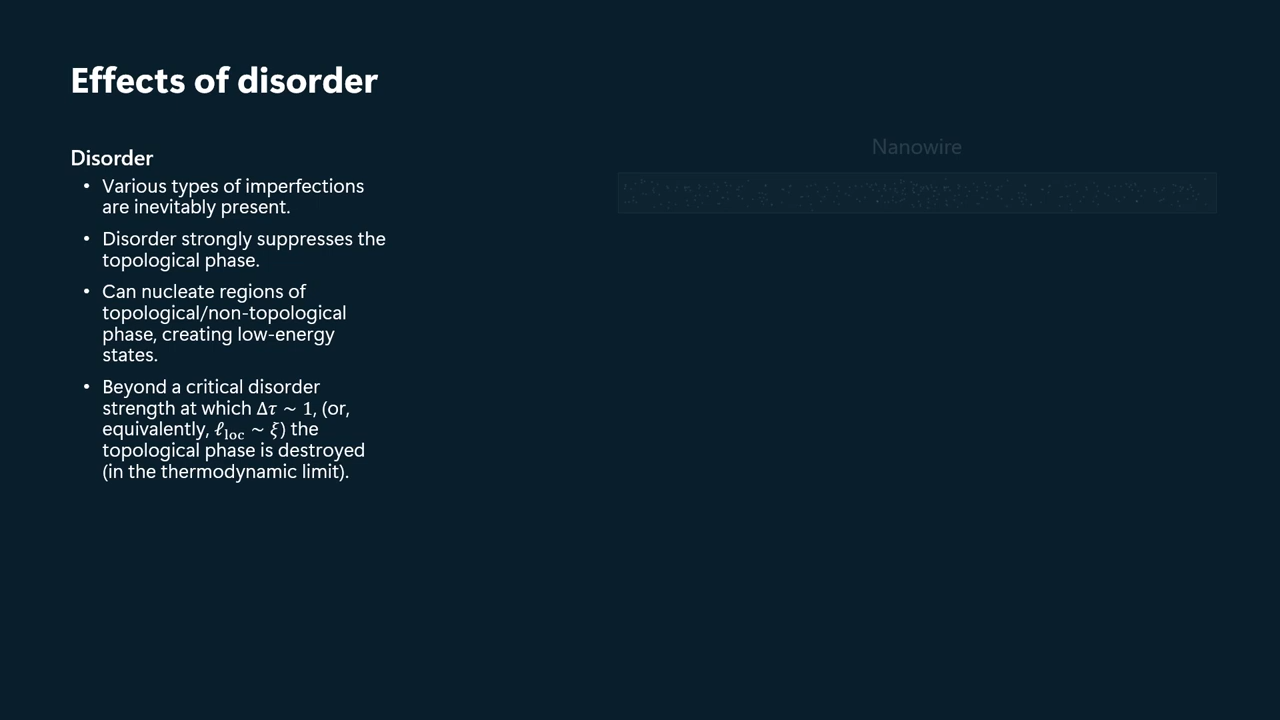 Effects of disorder
Disorder
• Various types of imperfections
are inevitably present.
• Disorder strongly suppresses the
topological phase.
• Can nucleate regions of
topological/non-topological
phase, creating low-energy
states.
• Beyond a critical disorder
strength at which Δτ ~ 1, (or,
equivalently, ℓ_loc ~ ξ) the
topological phase is destroyed
(in the thermodynamic limit).
Nanowire